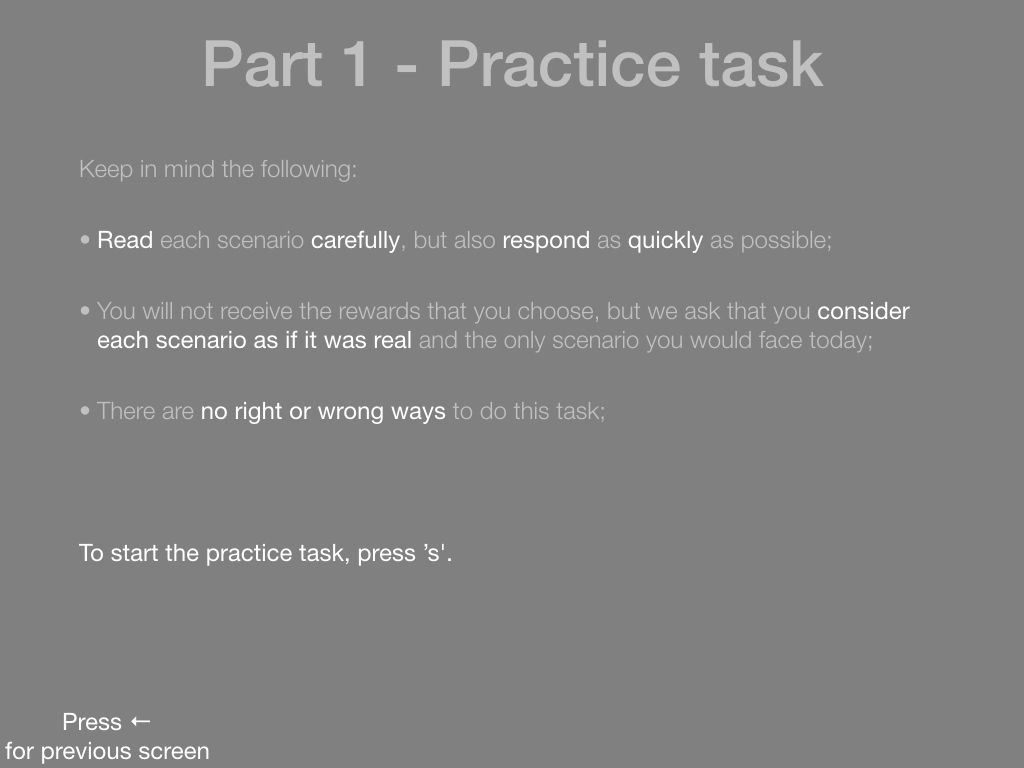 Part 1 - Practice task
Keep in mind the following:
• Read each scenario carefully, but also respond as quickly as possible;
• You will not receive the rewards that you choose, but we ask that you consider
each scenario as if it was real and the only scenario you would face today;
• There are no right or wrong ways to do this task;
To start the practice task, press ’s'.
Press ←
for previous screen